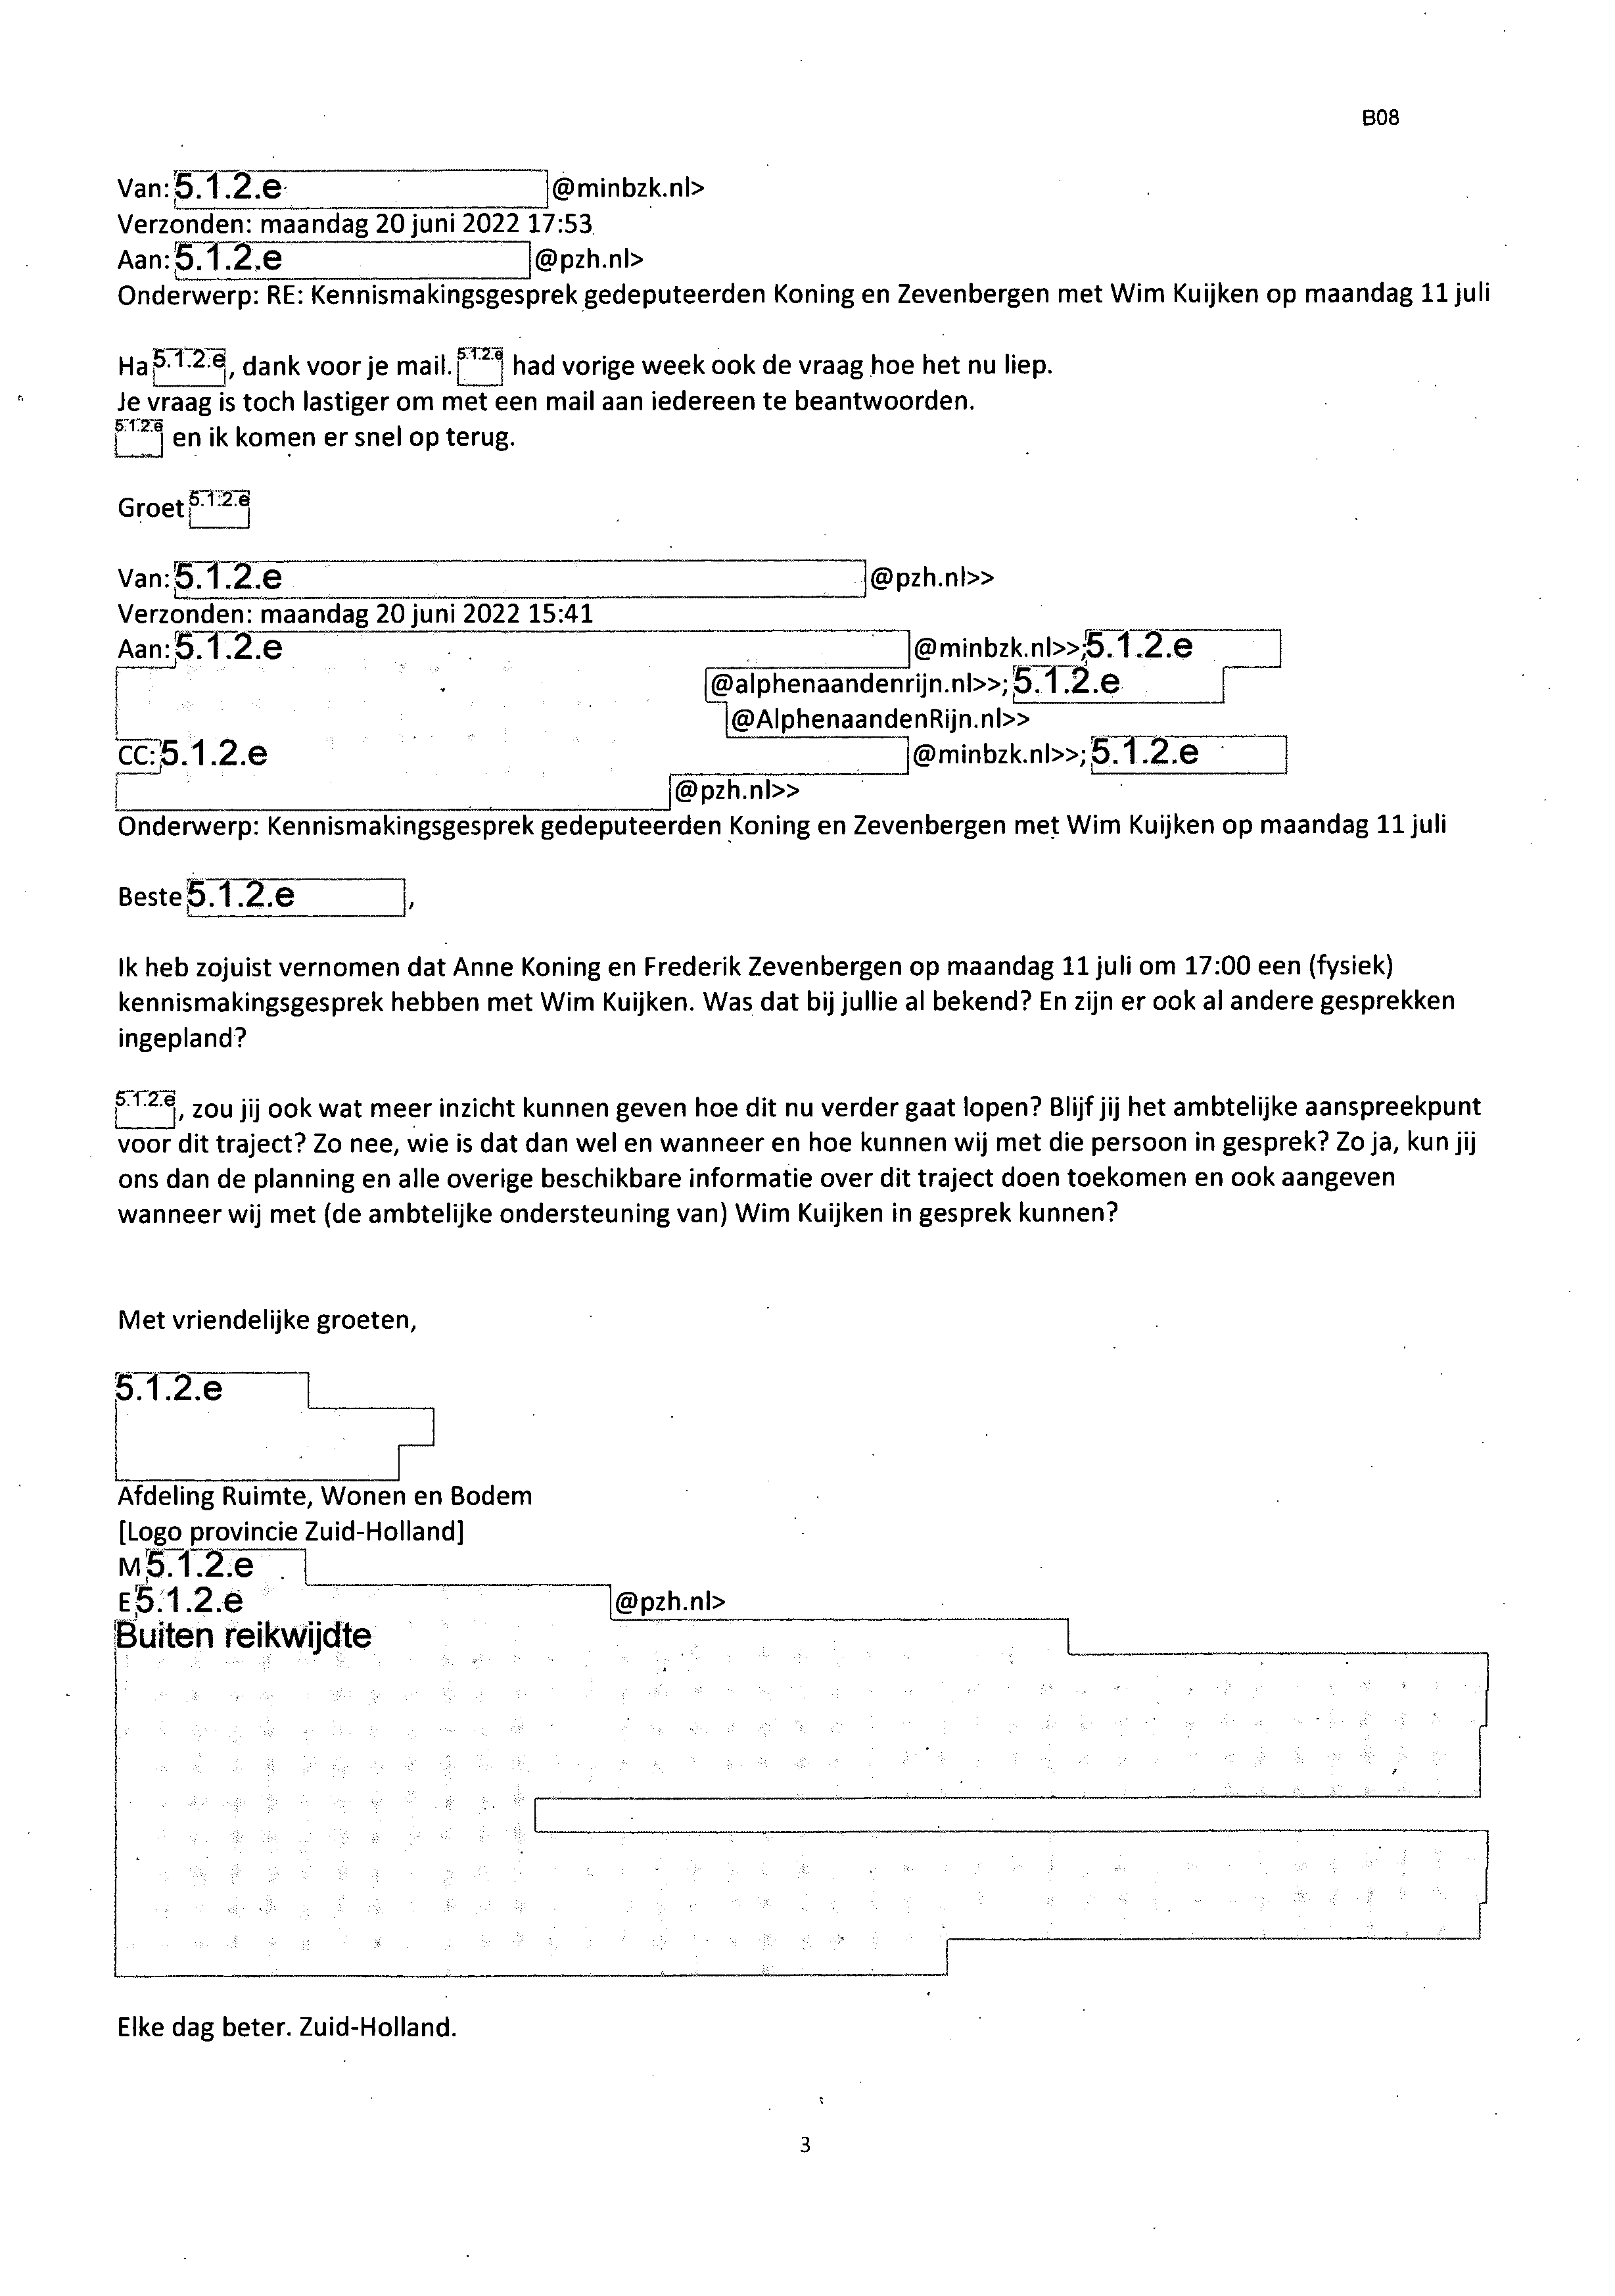 B08
Van: 5.1.2.e @minbzk.nl>
Verzonden: maandag 20 juni 2022 17:53
Aan: 5.1.2.e @pzh.nl>
Onderwerp: RE: Kennismakingsgesprek gedeputeerden Koning en Zevenbergen met Wim Kuijken op maandag 11 juli
Ha 5.1.2.e, dank voor je mail. 5.1.2.e had vorige week ook de vraag hoe het nu liep.
Je vraag is toch lastiger om met een mail aan iedereen te beantwoorden.
5.1.2.e en ik komen er snel op terug.
Groet 5.1.2.e
Van: 5.1.2.e @pzh.nl>>
Verzonden: maandag 20 juni 2022 15:41
Aan: 5.1.2.e @minbzk.nl>>; 5.1.2.e
@alphenaandenrijn.nl>>; 5.1.2.e
@AlphenaandenRijn.nl>>
CC: 5.1.2.e @minbzk.nl>>; 5.1.2.e
@pzh.nl>>
Onderwerp: Kennismakingsgesprek gedeputeerden Koning en Zevenbergen met Wim Kuijken op maandag 11 juli
Beste 5.1.2.e,
Ik heb zojuist vernomen dat Anne Koning en Frederik Zevenbergen op maandag 11 juli om 17:00 een (fysiek)
kennismakingsgesprek hebben met Wim Kuijken. Was dat bij jullie al bekend? En zijn er ook al andere gesprekken
ingepland?
5.1.2.e, zou jij ook wat meer inzicht kunnen geven hoe dit nu verder gaat lopen? Blijf jij het ambtelijke aanspreekpunt
voor dit traject? Zo nee, wie is dat dan wel en wanneer en hoe kunnen wij met die persoon in gesprek? Zo ja, kun jij
ons dan de planning en alle overige beschikbare informatie over dit traject doen toekomen en ook aangeven
wanneer wij met (de ambtelijke ondersteuning van) Wim Kuijken in gesprek kunnen?
Met vriendelijke groeten,
5.1.2.e
Afdeling Ruimte, Wonen en Bodem
[Logo provincie Zuid-Holland]
M 5.1.2.e
E 5.1.2.e @pzh.nl>
Buiten reikwijdte
Elke dag beter. Zuid-Holland.
3